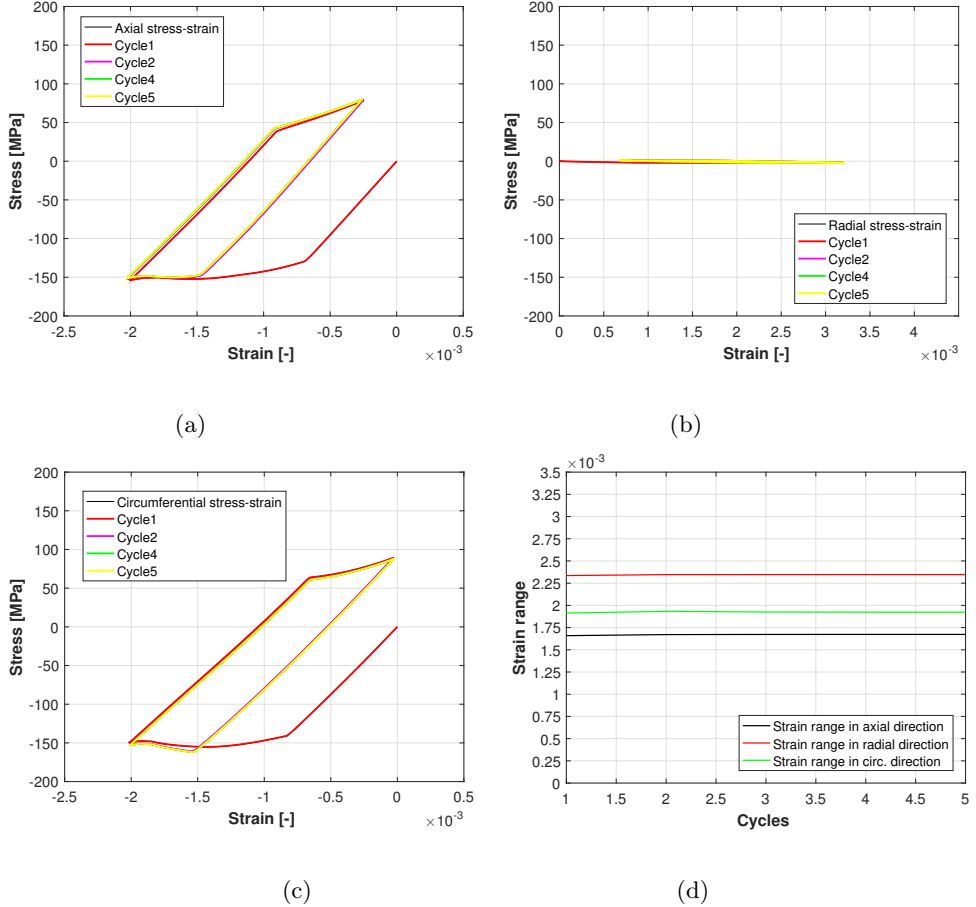 200
150
100
50
0
-50
-100
-150
-200
Stress [MPa]
Axial stress-strain
Cycle1
Cycle2
Cycle4
Cycle5
-2.5 -2 -1.5 -1 -0.5 0 0.5
Strain [-]
×10-3
(a)
200
150
100
50
0
-50
-100
-150
-200
Stress [MPa]
Radial stress-strain
Cycle1
Cycle2
Cycle4
Cycle5
0 0.5 1 1.5 2 2.5 3 3.5 4
Strain [-]
×10-3
(b)
200
150
100
50
0
-50
-100
-150
-200
Stress [MPa]
Circumferential stress-strain
Cycle1
Cycle2
Cycle4
Cycle5
-2.5 -2 -1.5 -1 -0.5 0 0.5
Strain [-]
×10-3
(c)
×10-3
3.5
3.25
3
2.75
2.5
2.25
2
1.75
1.5
1.25
1
0.75
0.5
0.25
0
Strain range
Strain range in axial direction
Strain range in radial direction
Strain range in circ. direction
1 1.5 2 2.5 3 3.5 4 4.5 5
Cycles
(d)